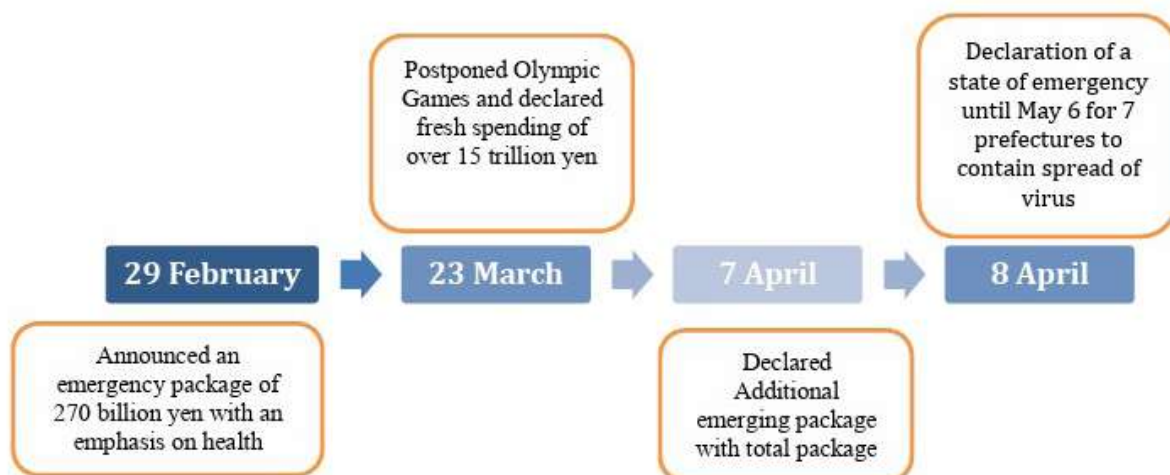 Postponed Olympic
Games and declared
fresh spending of
over 15 trillion yen
Declaration of a
state of emergency
until May 6 for 7
prefectures to
contain spread of
virus
29 February
23 March
7 April
8 April
Announced an
emergency package of
270 billion yen with an
emphasis on health
Declared
Additional
emerging package
with total package